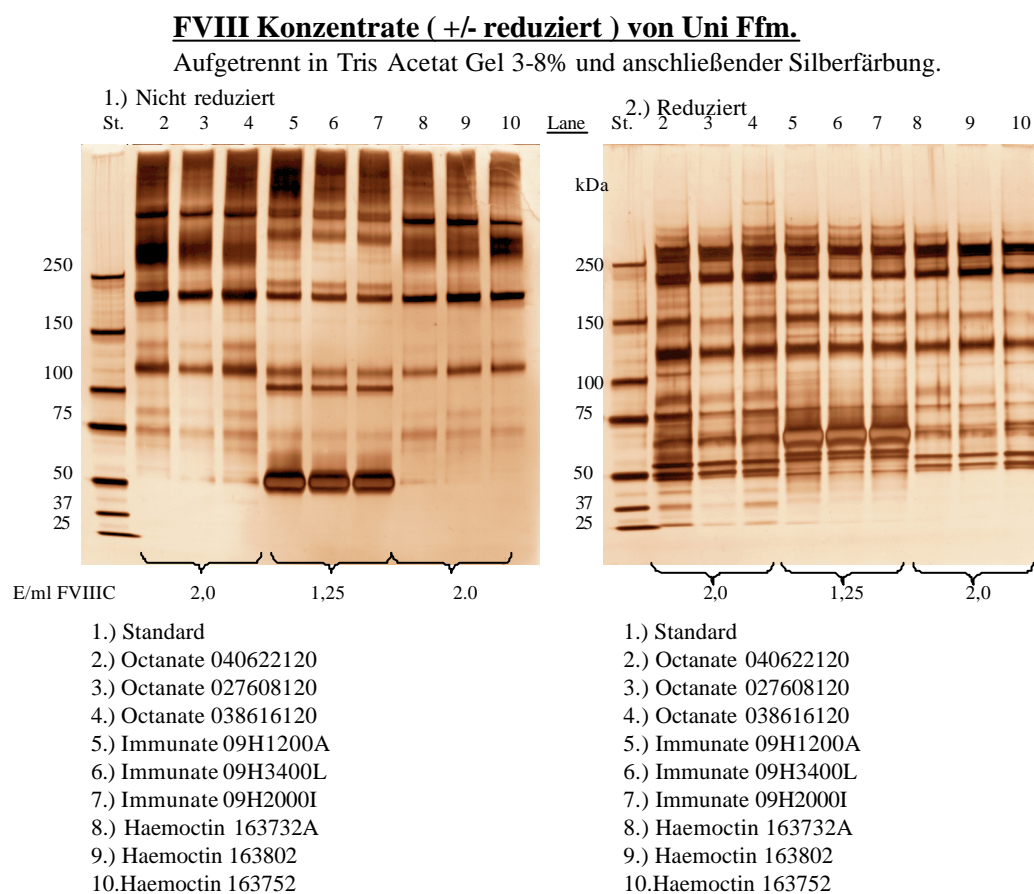 FVIII Konzentrate ( +/- reduziert ) von Uni Ffm.
Aufgetrennt in Tris Acetat Gel 3-8% und anschließender Silberfärbung.
1.) Nicht reduziert
St. 2 3 4 5 6 7 8 9 10
250
150
100
75
50
37
25
E/ml FVIIIC 2,0 1,25 2.0
1.) Standard
2.) Octanate 040622120
3.) Octanate 027608120
4.) Octanate 038616120
5.) Immunate 09H1200A
6.) Immunate 09H3400L
7.) Immunate 09H2000I
8.) Haemoctin 163732A
9.) Haemoctin 163802
10.Haemoctin 163752
Lane
2.) Reduziert
St. 2 3 4 5 6 7 8 9 10
kDa
250
150
100
75
50
37
25
2,0 1,25 2,0
1.) Standard
2.) Octanate 040622120
3.) Octanate 027608120
4.) Octanate 038616120
5.) Immunate 09H1200A
6.) Immunate 09H3400L
7.) Immunate 09H2000I
8.) Haemoctin 163732A
9.) Haemoctin 163802
10.Haemoctin 163752